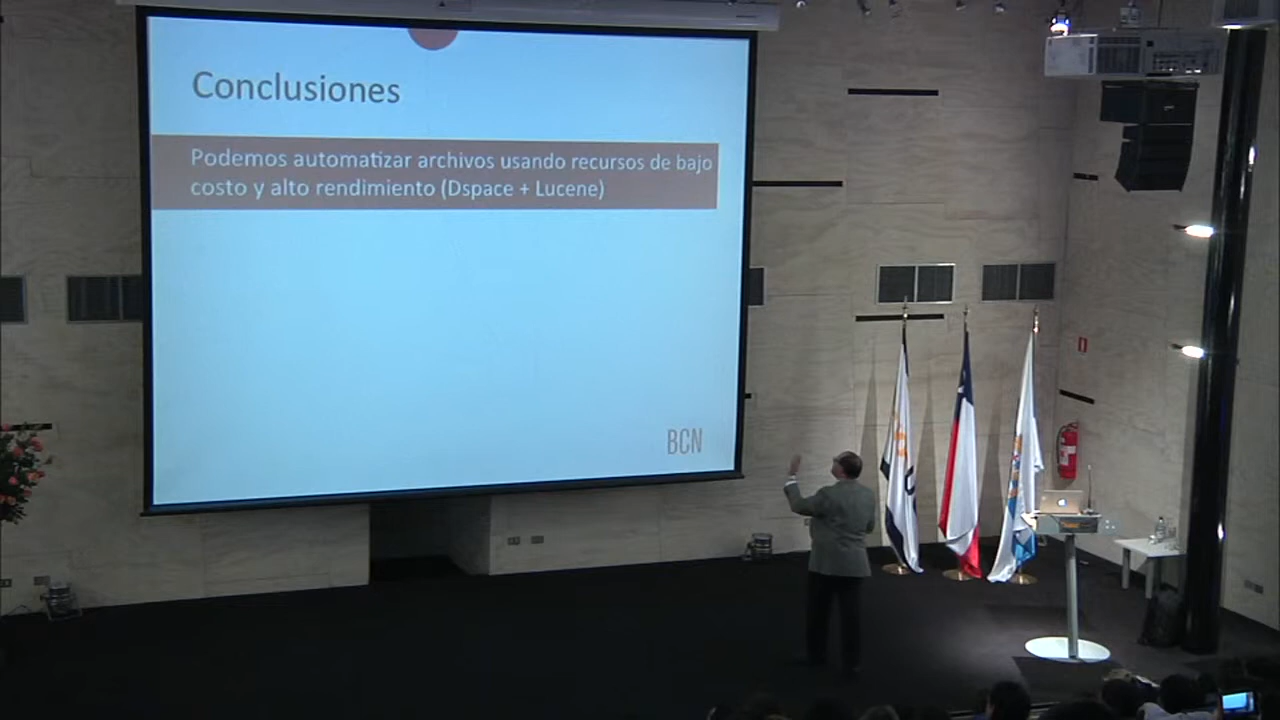 Conclusiones
Podemos automatizar archivos usando recursos de bajo
costo y alto rendimiento (Dspace + Lucene)
BCN